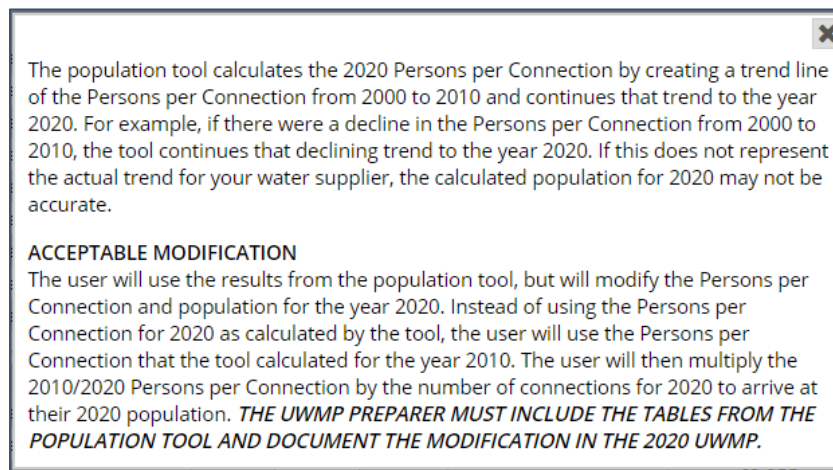 The population tool calculates the 2020 Persons per Connection by creating a trend line
of the Persons per Connection from 2000 to 2010 and continues that trend to the year
2020. For example, if there were a decline in the Persons per Connection from 2000 to
2010, the tool continues that declining trend to the year 2020. If this does not represent
the actual trend for your water supplier, the calculated population for 2020 may not be
accurate.
ACCEPTABLE MODIFICATION
The user will use the results from the population tool, but will modify the Persons per
Connection and population for the year 2020. Instead of using the Persons per
Connection for 2020 as calculated by the tool, the user will use the Persons per
Connection that the tool calculated for the year 2010. The user will then multiply the
2010/2020 Persons per Connection by the number of connections for 2020 to arrive at
their 2020 population. THE UWMP PREPARER MUST INCLUDE THE TABLES FROM THE
POPULATION TOOL AND DOCUMENT THE MODIFICATION IN THE 2020 UWMP.